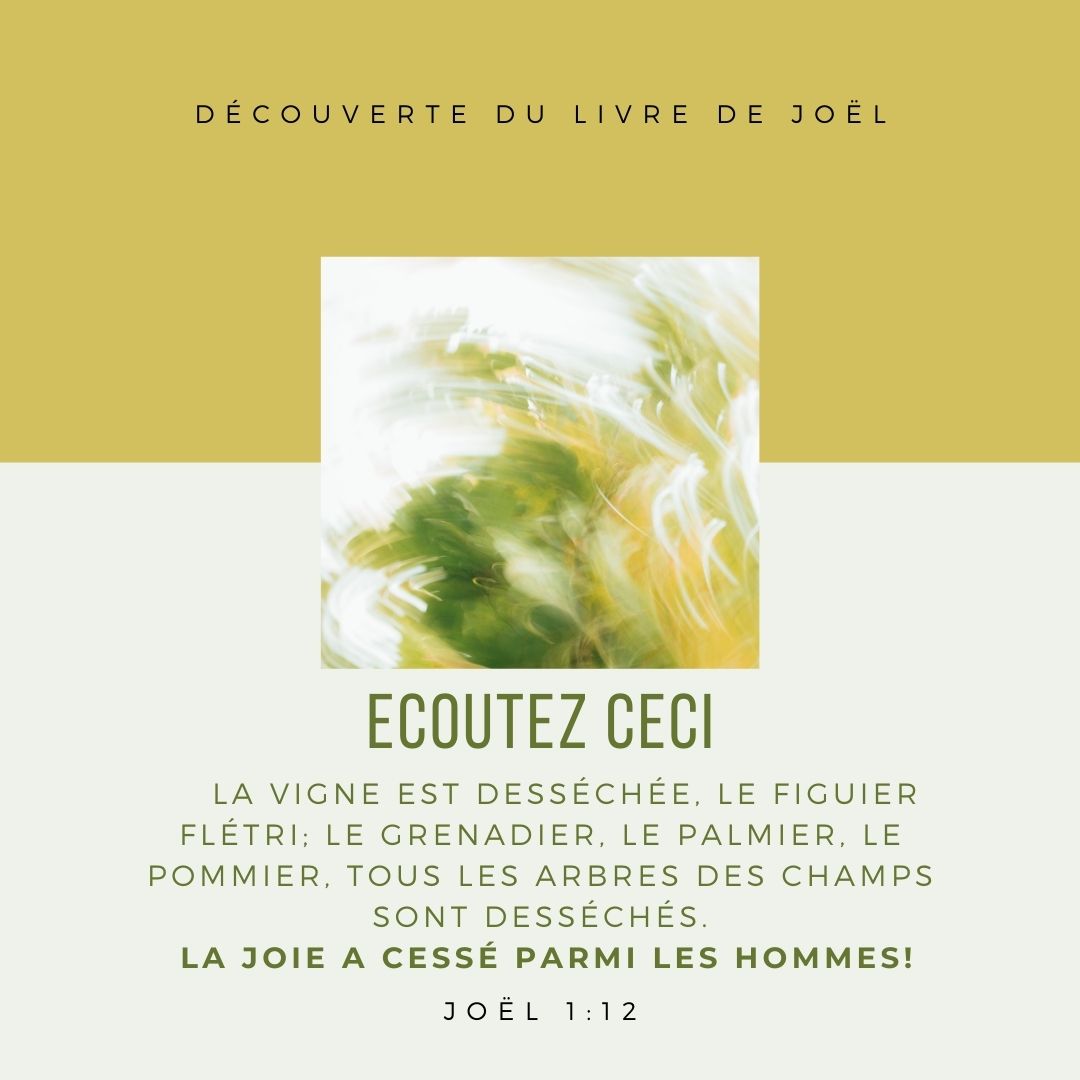 DÉCOUVERTE DU LIVRE DE JOËL
ECOUTEZ CECI
LA VIGNE EST DESSÉCHÉE, LE FIGUIER
FLÉTRI; LE GRENADIER, LE PALMIER, LE
POMMIER, TOUS LES ARBRES DES CHAMPS
SONT DESSÉCHÉS.
LA JOIE A CESSÉ PARMI LES HOMMES!
JOËL 1:12